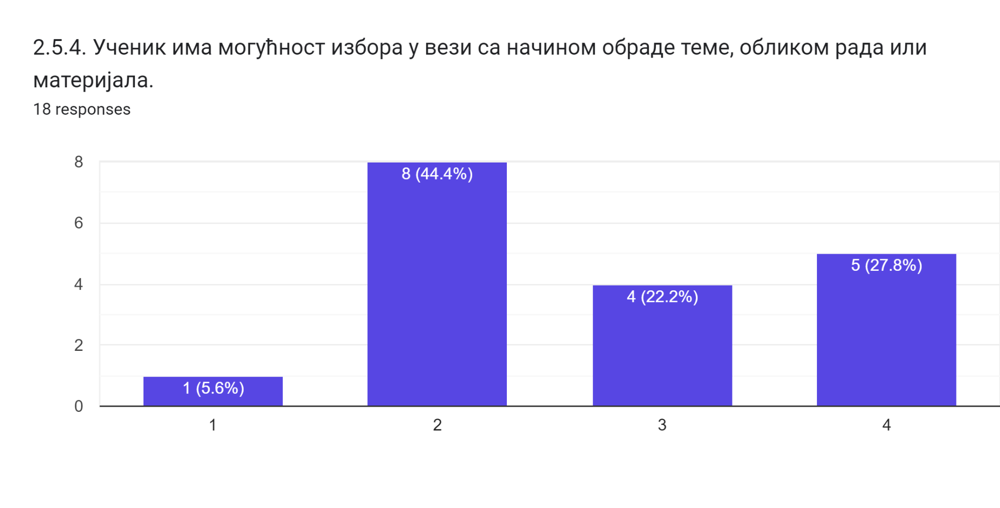 2.5.4. Ученик има могућност избора у вези са начином обраде теме, обликом рада или
материјала.
18 responses
8
8 (44.4%)
6
5 (27.8%)
4
4 (22.2%)
2
1 (5.6%)
0
1 2 3 4